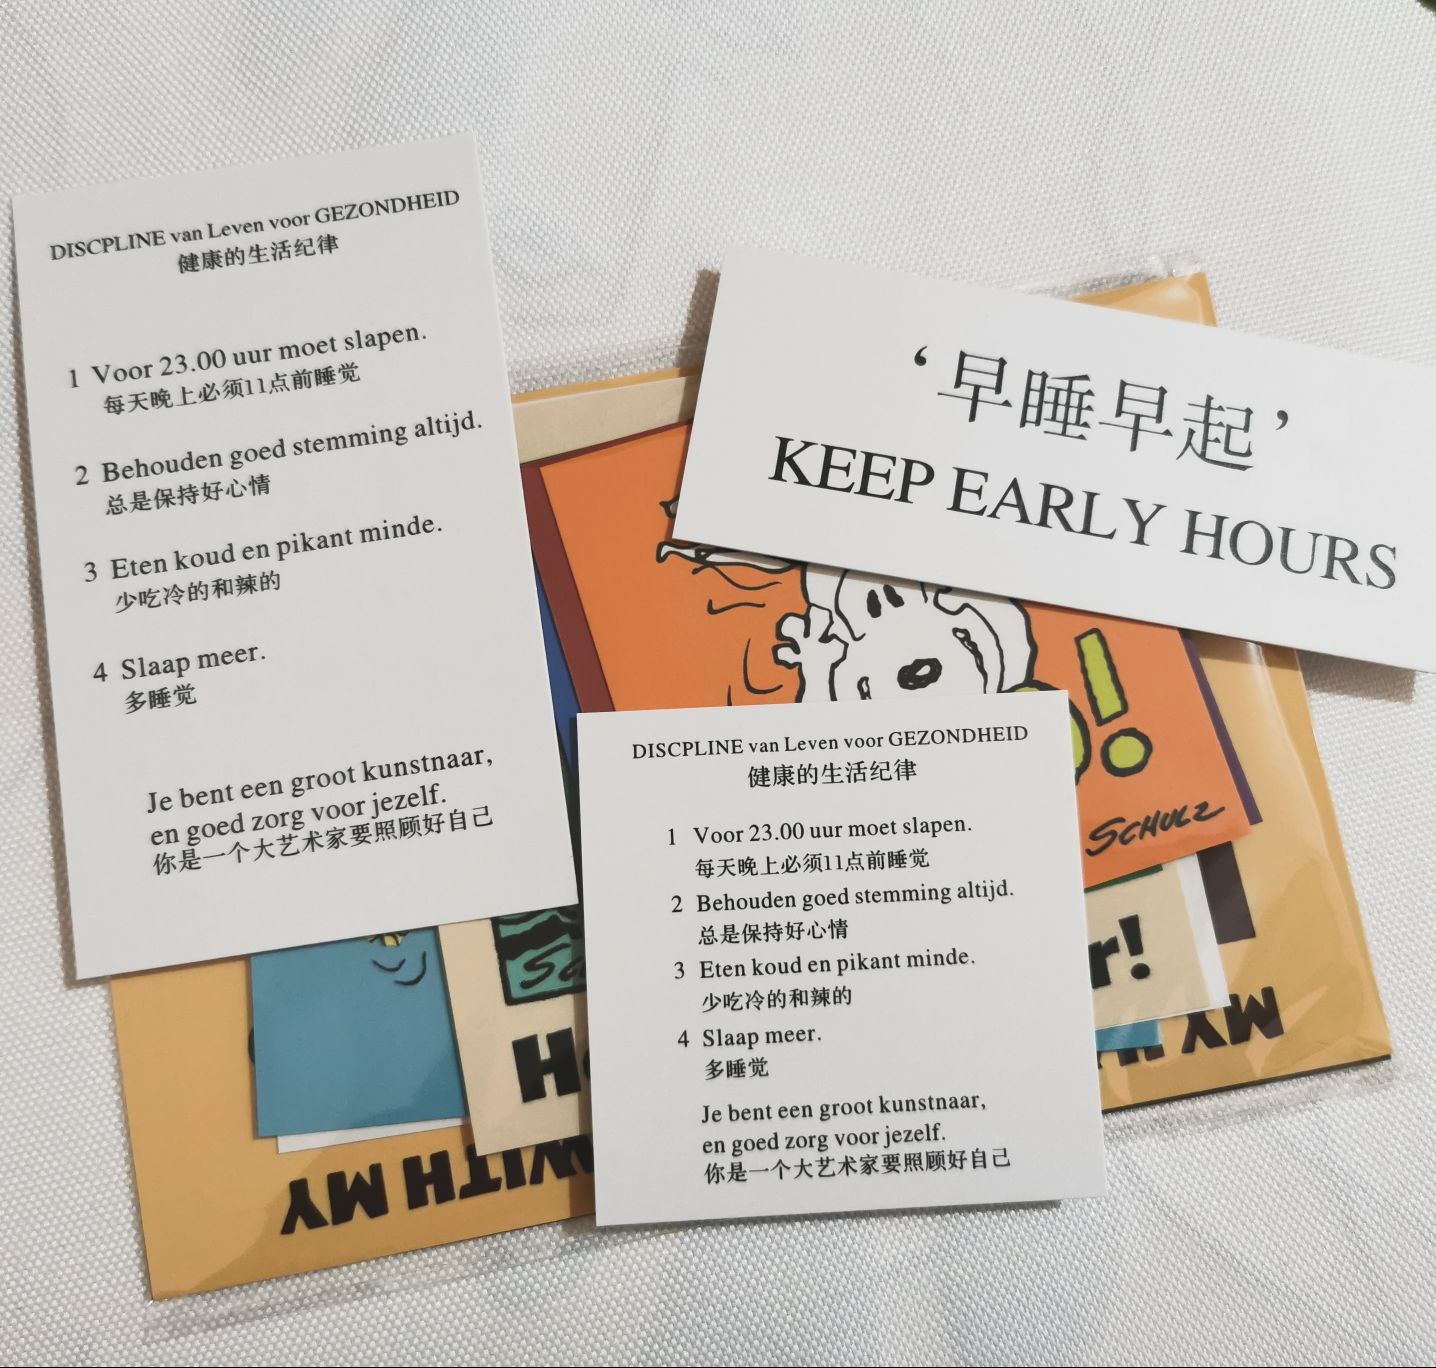 DISCPLINE van Leven voor GEZONDHEID
健康的生活纪律
1 Voor 23.00 uur moet slapen.
每天晚上必须11点前睡觉
2 Behouden goed stemming altijd.
总是保持好心情
3 Eten koud en pikant minde.
少吃冷的和辣的
4 Slaap meer.
多睡觉
Je bent een groot kunstnaar,
en goed zorg voor jezelf.
你是一个大艺术家要照顾好自己
‘早睡早起’
KEEP EARLY HOURS
SCHULZ
DISCPLINE van Leven voor GEZONDHEID
健康的生活纪律
1 Voor 23.00 uur moet slapen.
每天晚上必须11点前睡觉
2 Behouden goed stemming altijd.
总是保持好心情
3 Eten koud en pikant minde.
少吃冷的和辣的
4 Slaap meer.
多睡觉
Je bent een groot kunstnaar,
en goed zorg voor jezelf.
你是一个大艺术家要照顾好自己
r!
WITH MY
MY